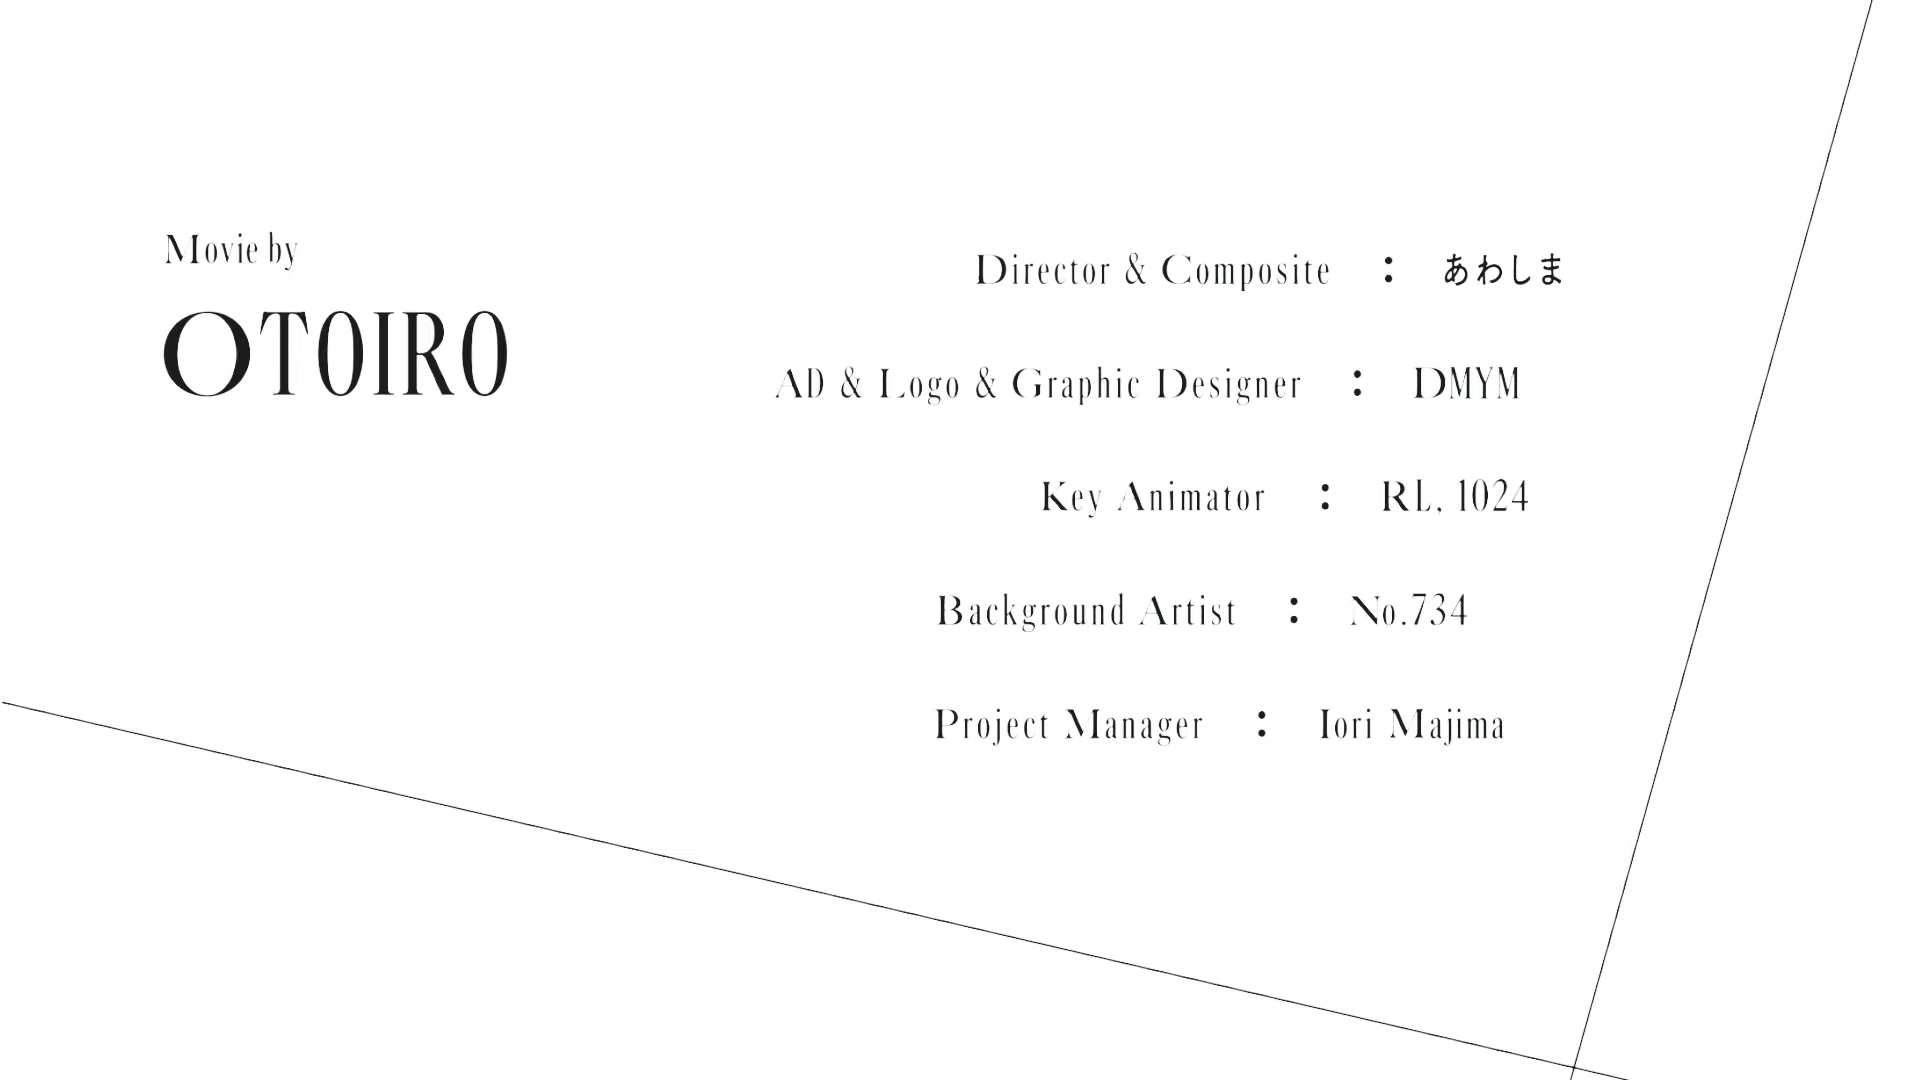 Movie by
OTOIRO
Director & Composite : あわしま
AD & Logo & Graphic Designer : DMYM
Key Animator : RL, 1024
Background Artist : No.734
Project Manager : Iori Majima